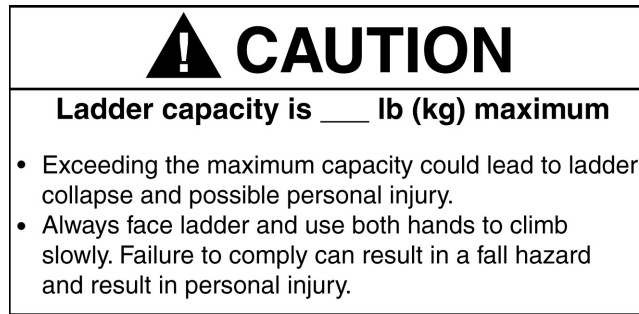 ! CAUTION
Ladder capacity is ___ lb (kg) maximum
• Exceeding the maximum capacity could lead to ladder
collapse and possible personal injury.
• Always face ladder and use both hands to climb
slowly. Failure to comply can result in a fall hazard
and result in personal injury.